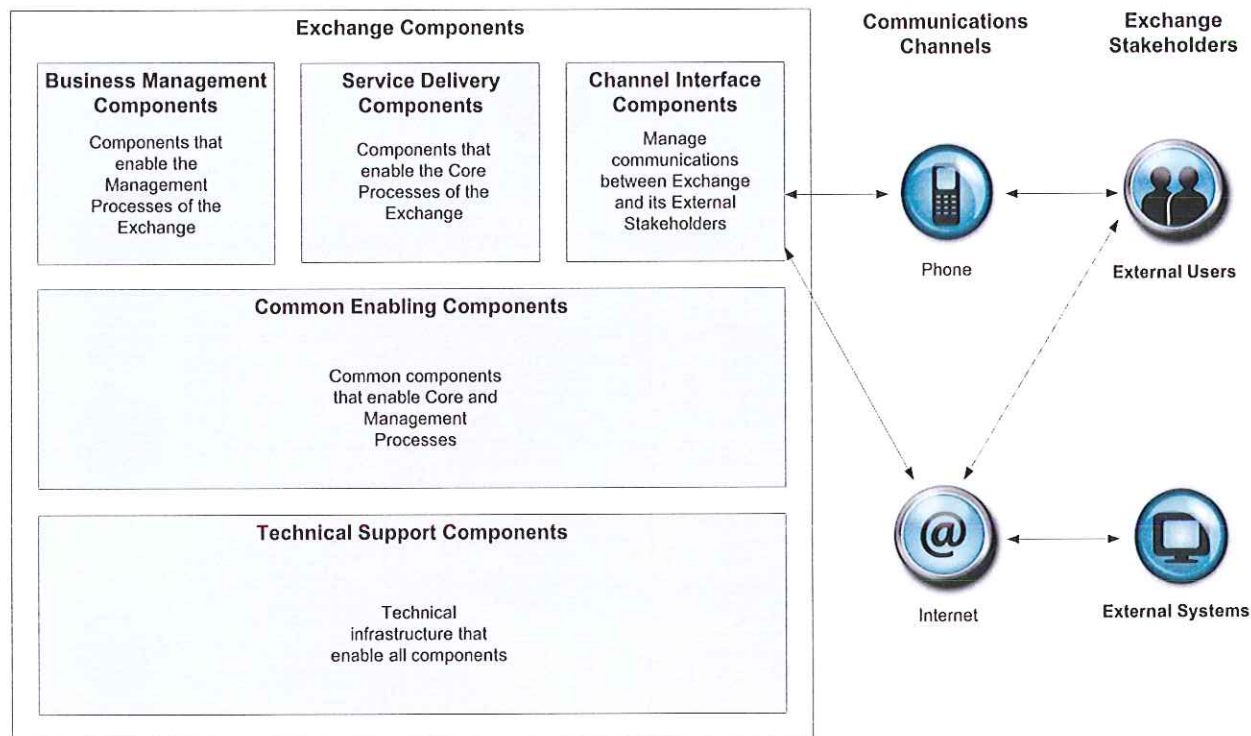 Exchange Components
Business Management
Components
Components that
enable the
Management
Processes of the
Exchange
Service Delivery
Components
Components that
enable the Core
Processes of the
Exchange
Channel Interface
Components
Manage
communications
between Exchange
and its External
Stakeholders
Common Enabling Components
Common components
that enable Core and
Management
Processes
Technical Support Components
Technical
infrastructure that
enable all components
Communications
Channels
Phone
@
Internet
Exchange
Stakeholders
External Users
External Systems